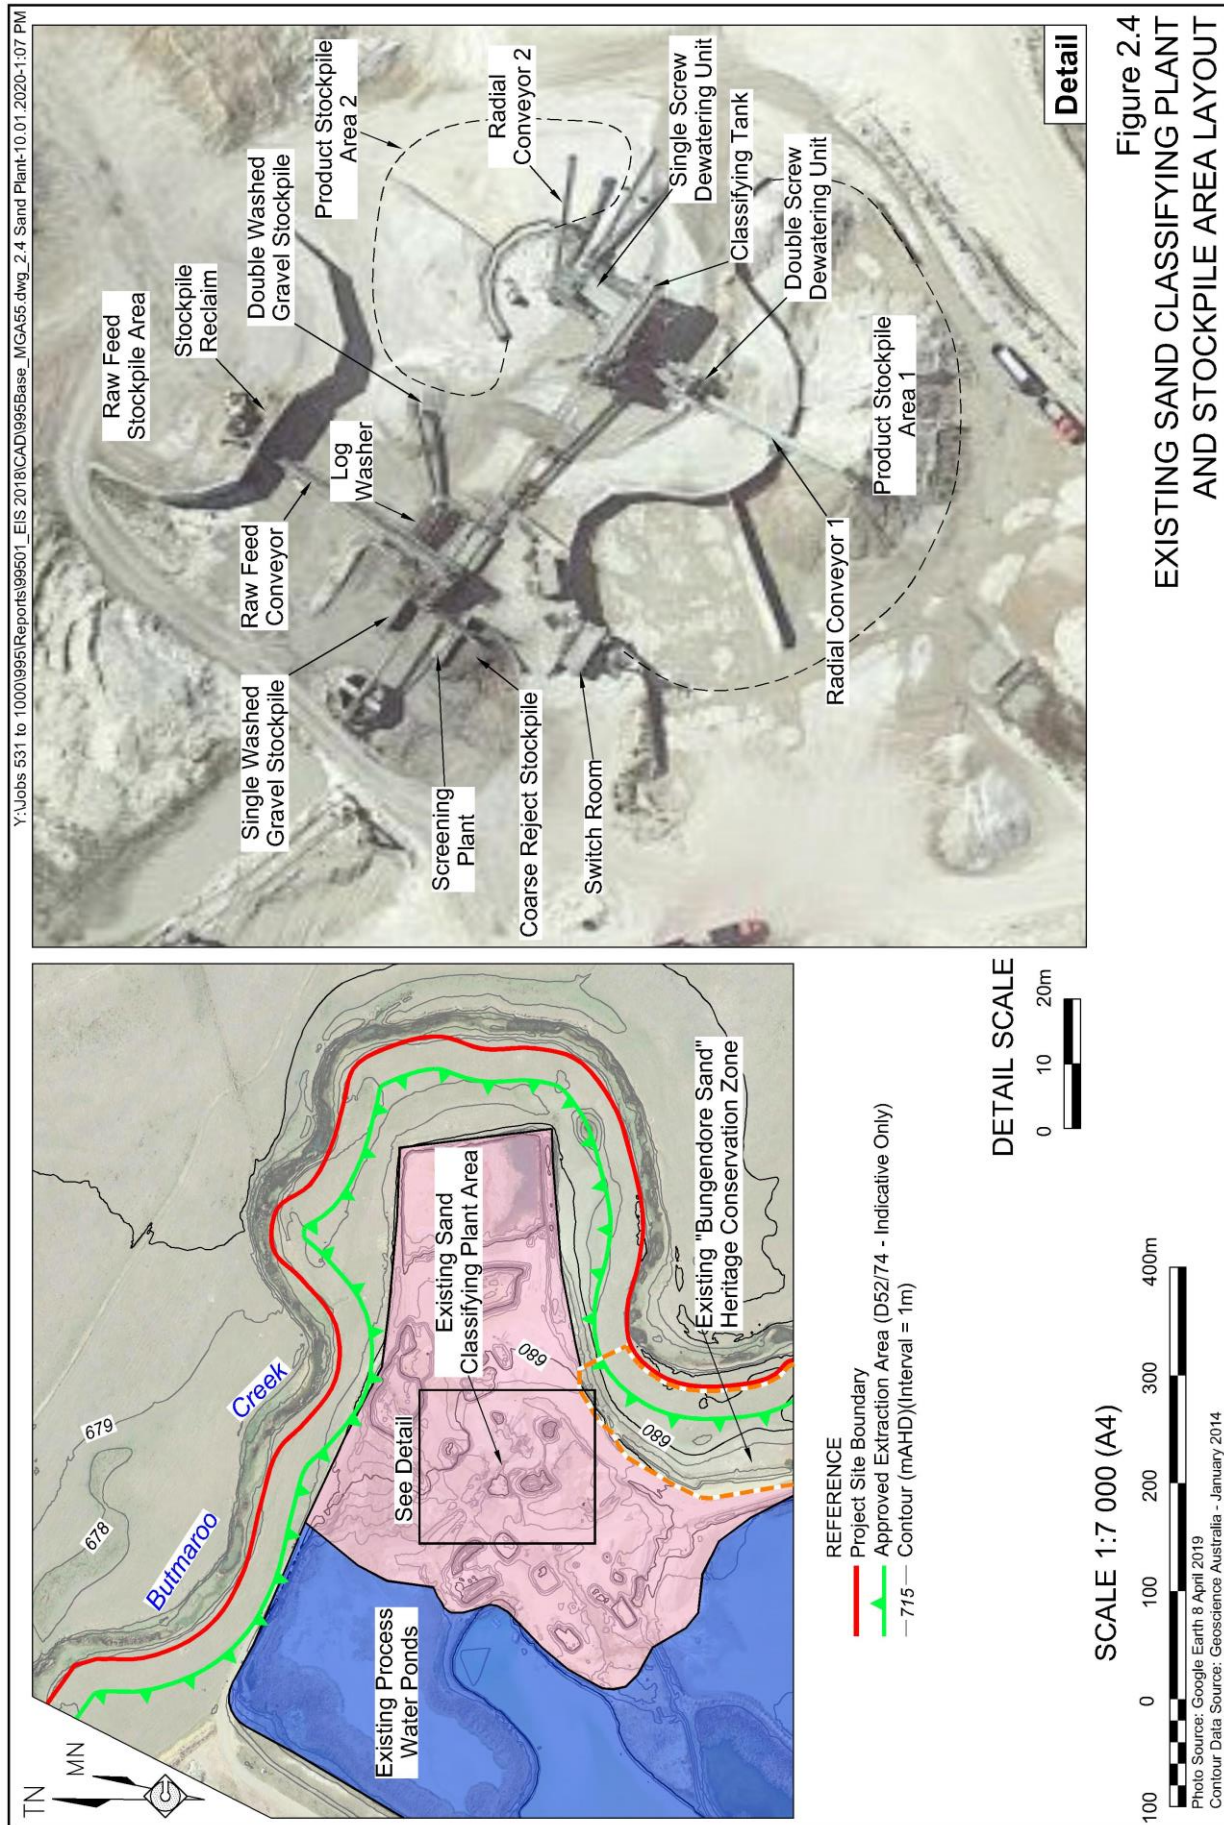 Y:\Jobs 531 to 1000\995\Reports\99501_EIS 2018\CAD\995Base_MGA55.dwg_2.4 Sand Plant-10.01.2020-1:07 PM
TN
MN
678
679
Butmaroo
Creek
See Detail
Existing Process
Water Ponds
Existing Sand
Classifying Plant Area
680
680
Existing "Bungendore Sand"
Heritage Conservation Zone
Raw Feed
Stockpile Area
Stockpile
Reclaim
Double Washed
Gravel Stockpile
Product Stockpile
Area 2
Radial
Conveyor 2
Single Washed
Gravel Stockpile
Raw Feed
Conveyor
Log
Washer
Screening
Plant
Coarse Reject Stockpile
Switch Room
Single Screw
Dewatering Unit
Classifying Tank
Double Screw
Dewatering Unit
Product Stockpile
Area 1
Radial Conveyor 1
Detail
REFERENCE
Project Site Boundary
Approved Extraction Area (D52/74 - Indicative Only)
715 Contour (mAHD)(Interval = 1m)
DETAIL SCALE
0 10 20m
SCALE 1:7 000 (A4)
100 0 100 200 300 400m
Photo Source: Google Earth 8 April 2019
Contour Data Source: Geoscience Australia - January 2014
Figure 2.4
EXISTING SAND CLASSIFYING PLANT
AND STOCKPILE AREA LAYOUT